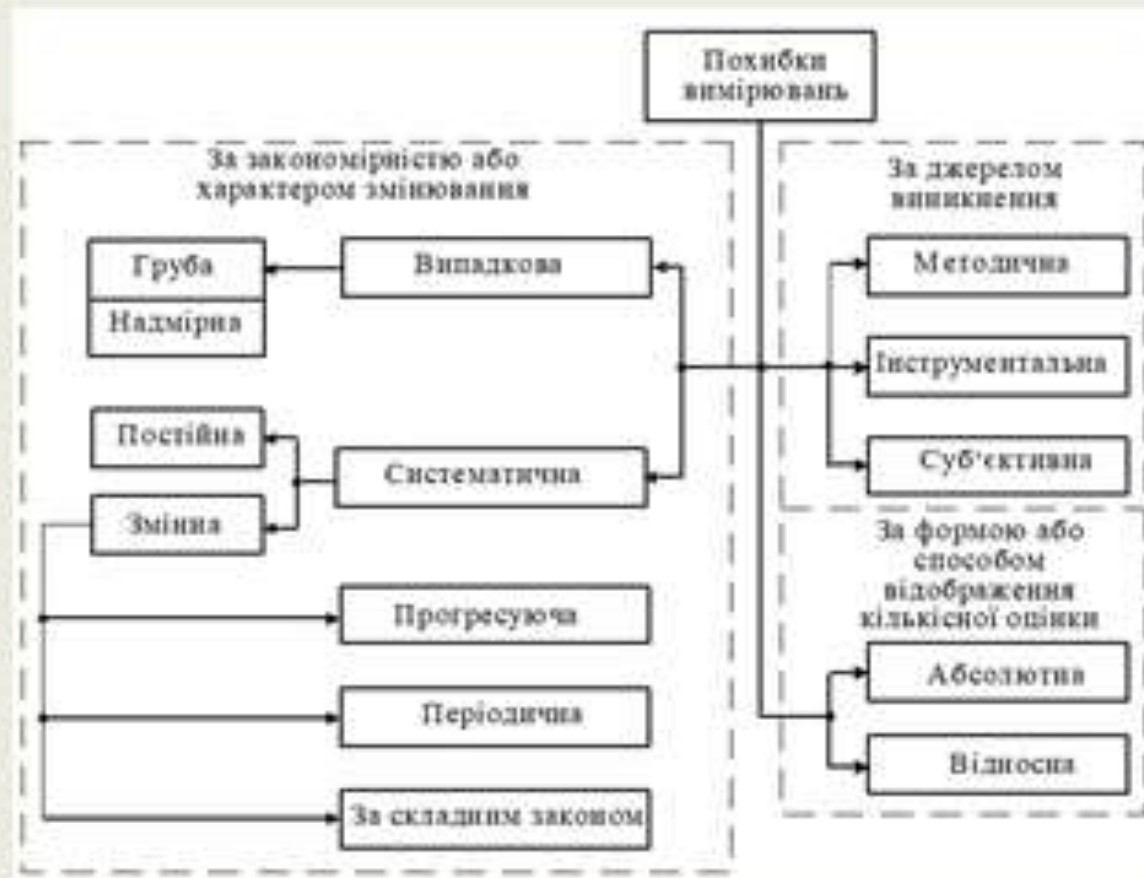 Похибки
вимірювань
За закономірністю або
характером змінювання
Груба
Надмірна
Випадкова
Постійна
Змінна
Систематична
Прогресуюча
Періодична
За складним законом
За джерелом
виникнення
Методична
Інструментальна
Суб'єктивна
За формою або
способом
відображення
кількісної оцінки
Абсолютна
Відносна